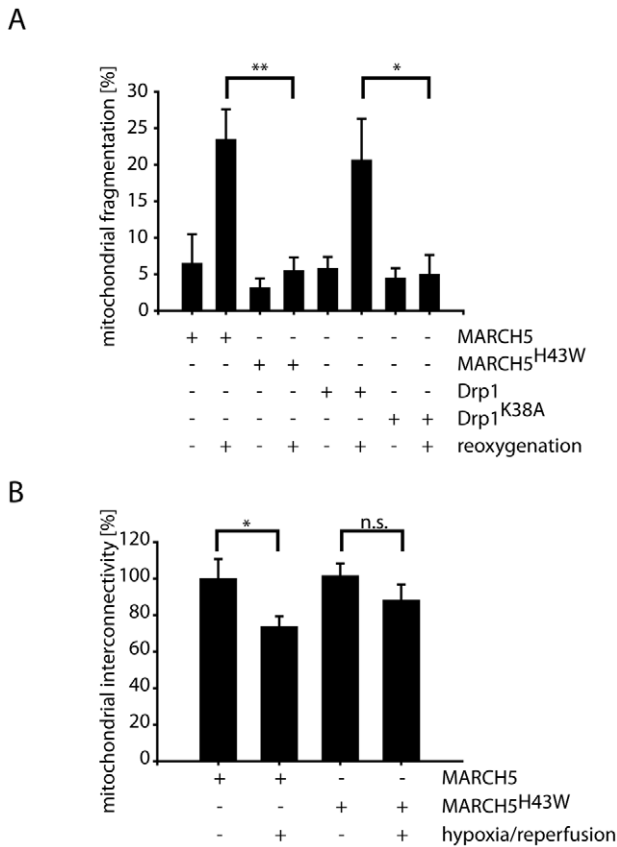 A
mitochondrial fragmentation [%]
** *
30
25
20
15
10
5
0
+ + - - - - - - MARCH5
- - + + - - - - MARCH5H43W
- - - - + + - - Drp1
- - - - - - + + Drp1K38A
- + - + - + - + reoxygenation
B
mitochondrial interconnectivity [%]
* n.s.
120
100
80
60
40
20
0
+ + - - MARCH5
- - + + MARCH5H43W
- + - + hypoxia/reperfusion